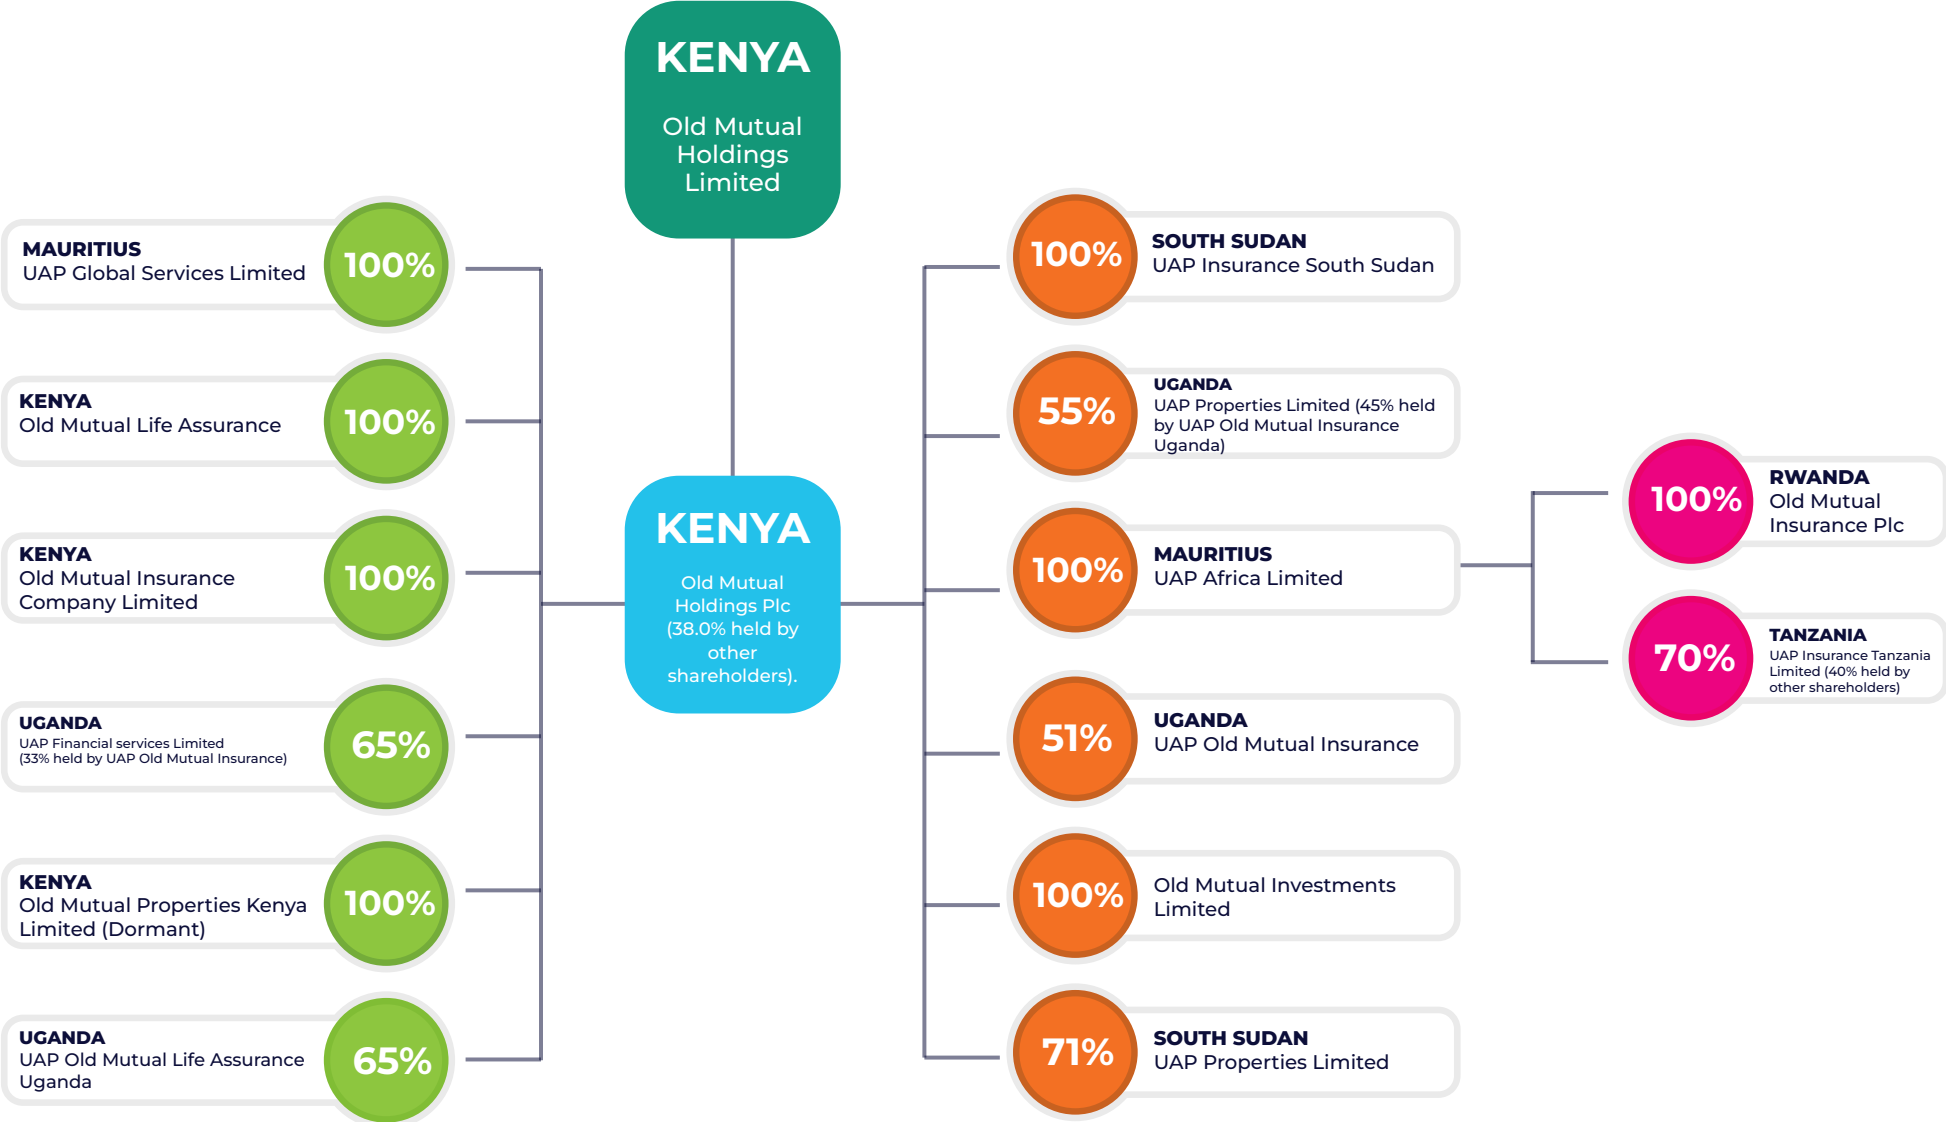 KENYA
Old Mutual
Holdings
Limited
MAURITIUS
UAP Global Services Limited
100%
KENYA
Old Mutual Life Assurance
100%
KENYA
Old Mutual Insurance
Company Limited
100%
UGANDA
UAP Financial services Limited
(33% held by UAP Old Mutual Insurance)
65%
KENYA
Old Mutual Properties Kenya
Limited (Dormant)
100%
UGANDA
UAP Old Mutual Life Assurance
Uganda
65%
KENYA
Old Mutual
Holdings Plc
(38.0% held by
other
shareholders).
100%
SOUTH SUDAN
UAP Insurance South Sudan
55%
UGANDA
UAP Properties Limited (45% held
by UAP Old Mutual Insurance
Uganda)
100%
MAURITIUS
UAP Africa Limited
51%
UGANDA
UAP Old Mutual Insurance
100%
Old Mutual Investments
Limited
71%
SOUTH SUDAN
UAP Properties Limited
100%
RWANDA
Old Mutual
Insurance Plc
70%
TANZANIA
UAP Insurance Tanzania
Limited (40% held by
other shareholders)